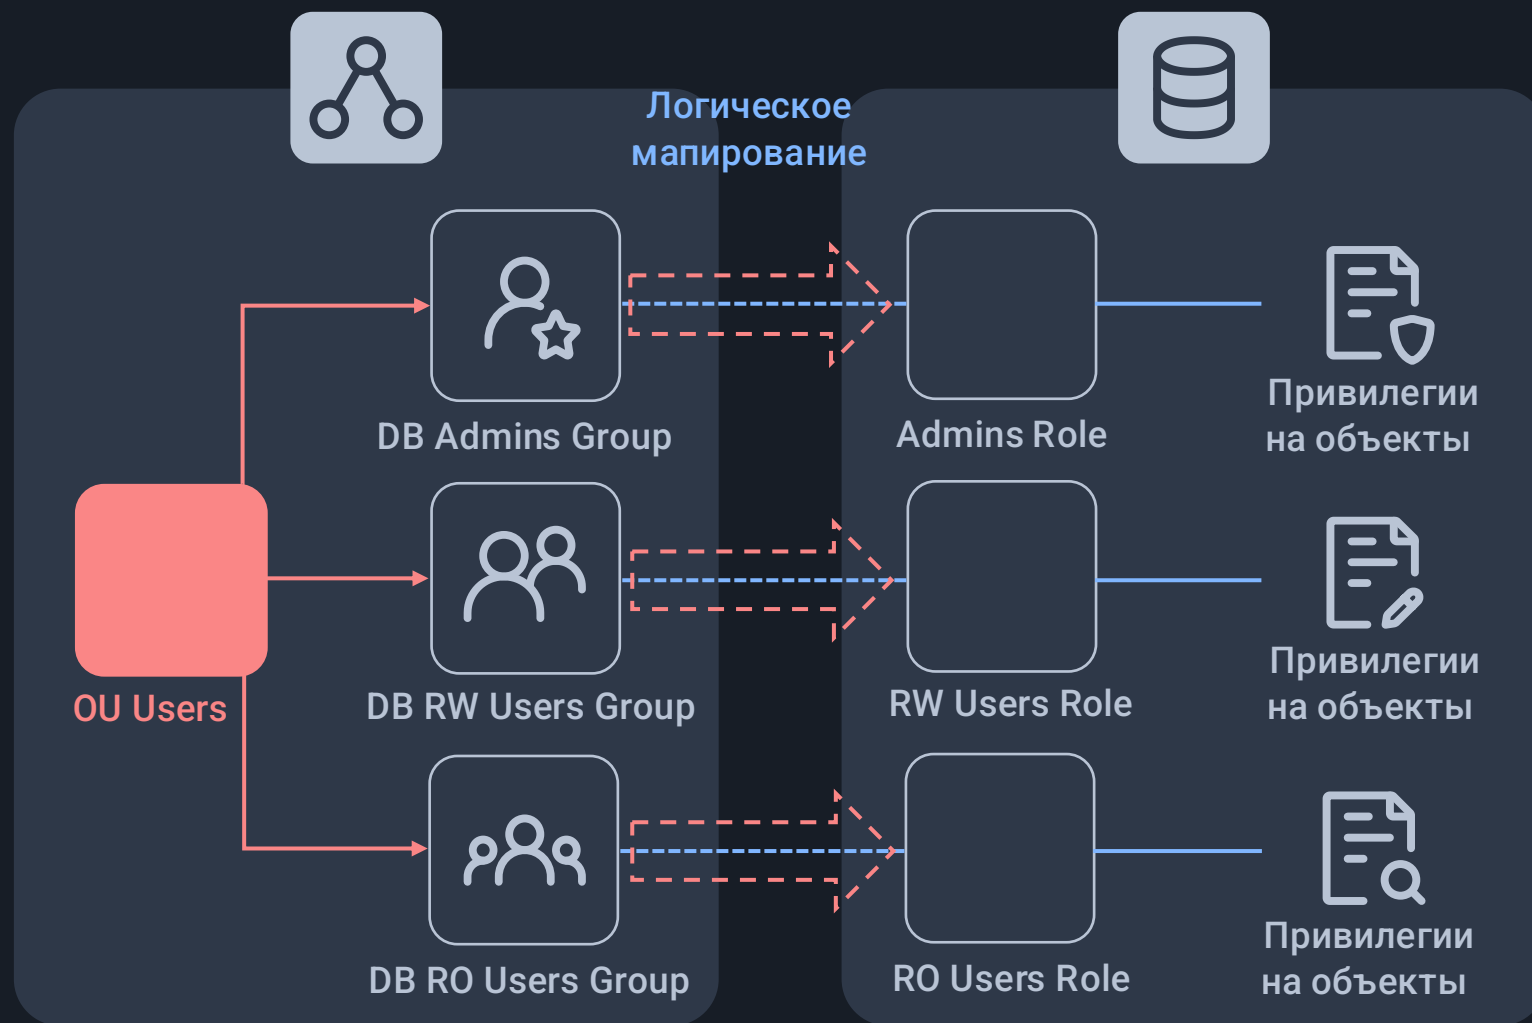 Логическое
мапирование
DB Admins Group
Admins Role
Привилегии
на объекты
OU Users
DB RW Users Group
RW Users Role
Привилегии
на объекты
DB RO Users Group
RO Users Role
Привилегии
на объекты